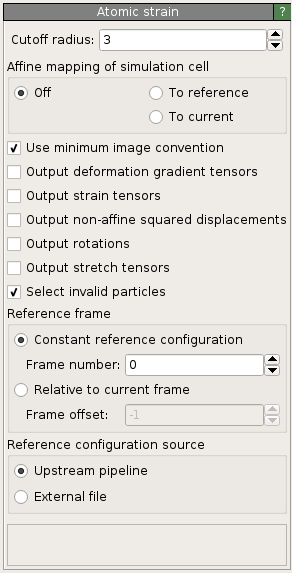 Atomic strain ?
Cutoff radius: 3
Affine mapping of simulation cell
Off To reference
To current
Use minimum image convention
Output deformation gradient tensors
Output strain tensors
Output non-affine squared displacements
Output rotations
Output stretch tensors
Select invalid particles
Reference frame
Constant reference configuration
Frame number: 0
Relative to current frame
Frame offset: -1
Reference configuration source
Upstream pipeline
External file